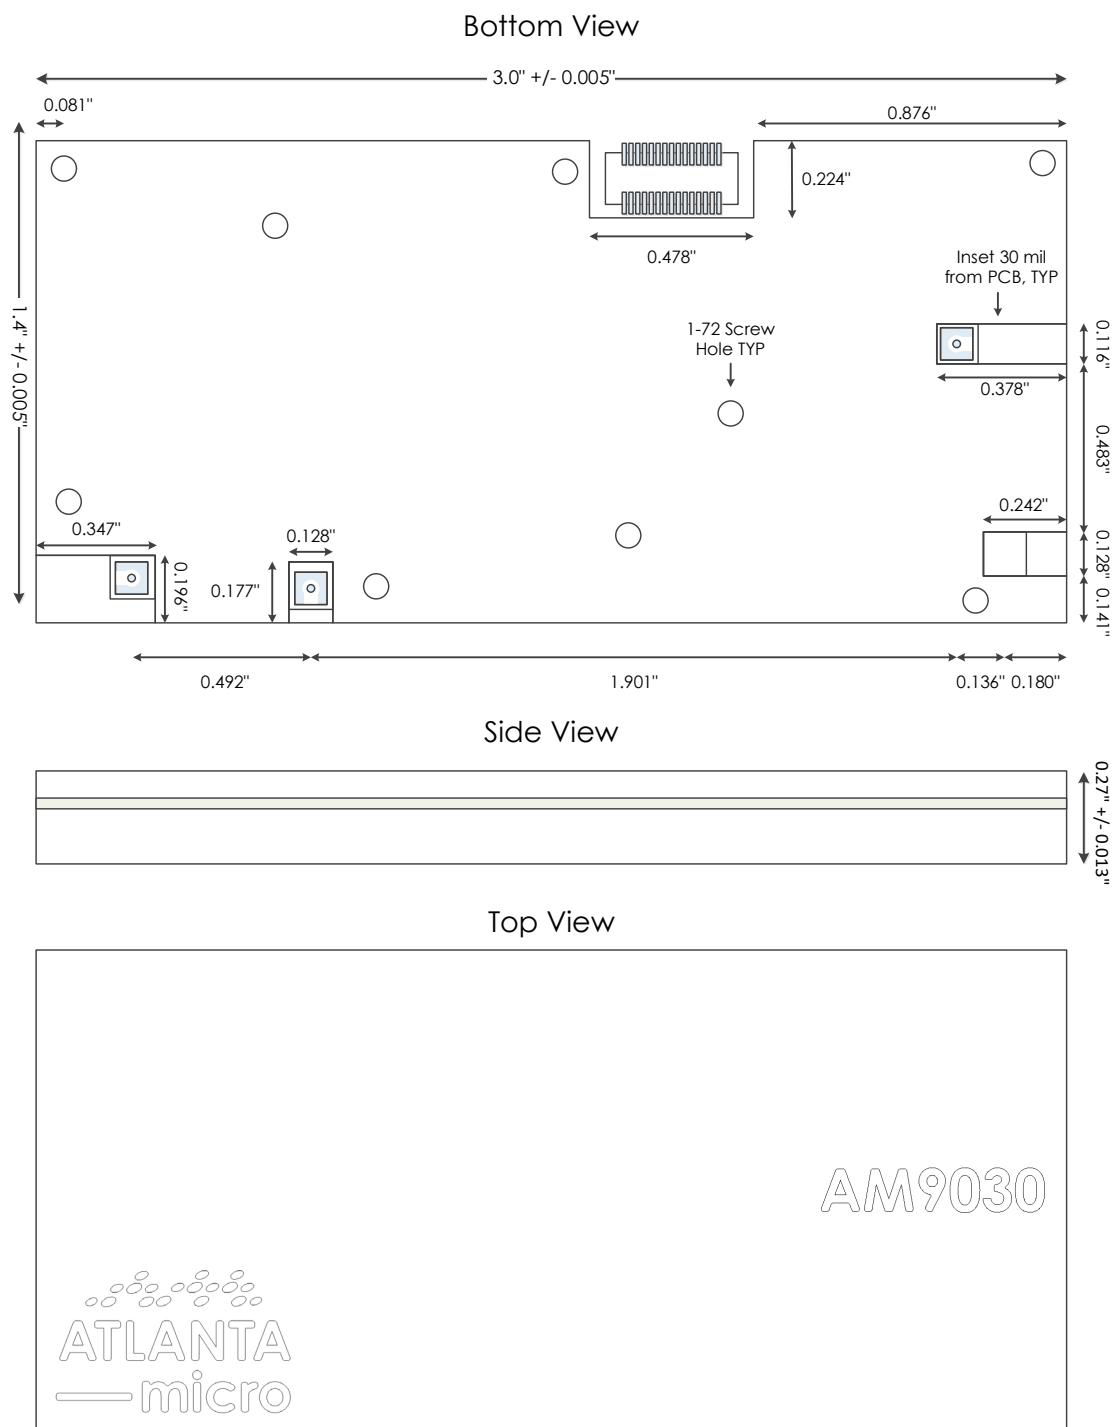 Bottom View
3.0" +/- 0.005"
0.081"
0.876"
0.224"
0.478"
Inset 30 mil
from PCB, TYP
1.4" +/- 0.005"
1-72 Screw
Hole TYP
0.116"
0.378"
0.483"
0.242"
0.347"
0.128"
0.196"
0.177"
0.128"
0.141"
0.492"
1.901"
0.136"
0.180"
Side View
0.27" +/- 0.013"
Top View
AM9030
ATLANTA
micro